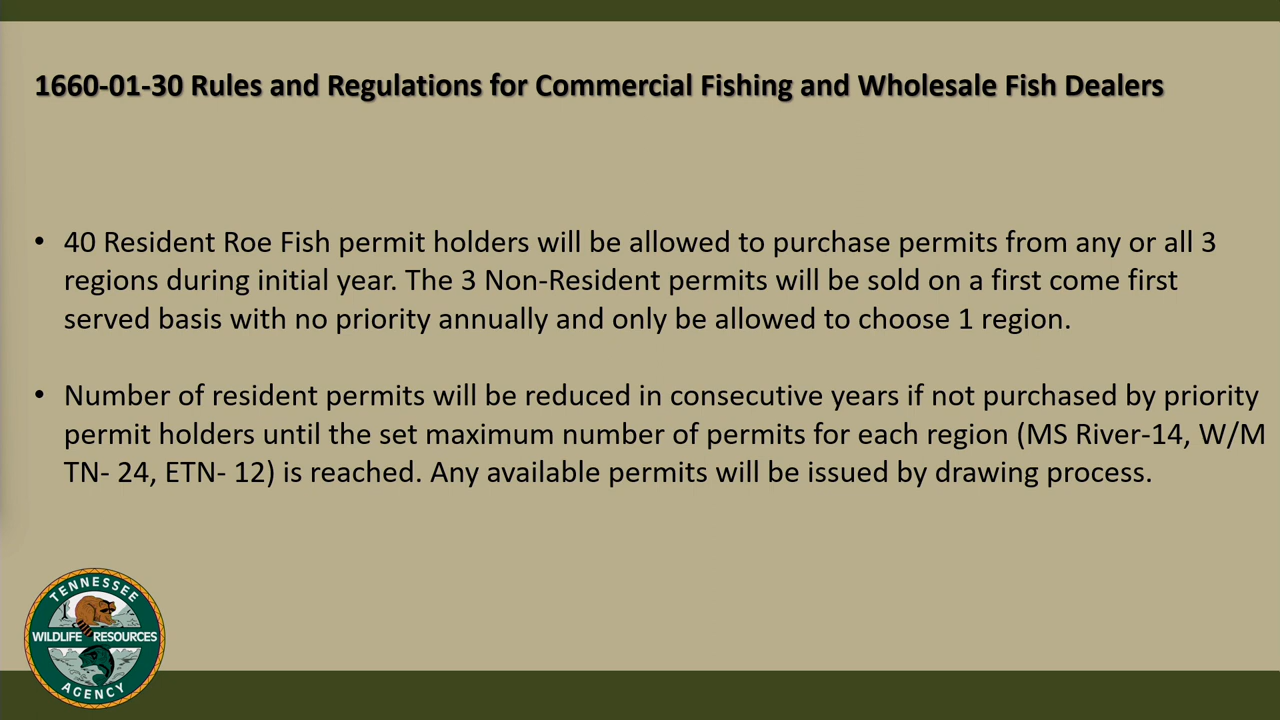 1660-01-30 Rules and Regulations for Commercial Fishing and Wholesale Fish Dealers
• 40 Resident Roe Fish permit holders will be allowed to purchase permits from any or all 3
regions during initial year. The 3 Non-Resident permits will be sold on a first come first
served basis with no priority annually and only be allowed to choose 1 region.
• Number of resident permits will be reduced in consecutive years if not purchased by priority
permit holders until the set maximum number of permits for each region (MS River-14, W/M
TN- 24, ETN- 12) is reached. Any available permits will be issued by drawing process.
TENNESSEE
WILDLIFE RESOURCES
AGENCY